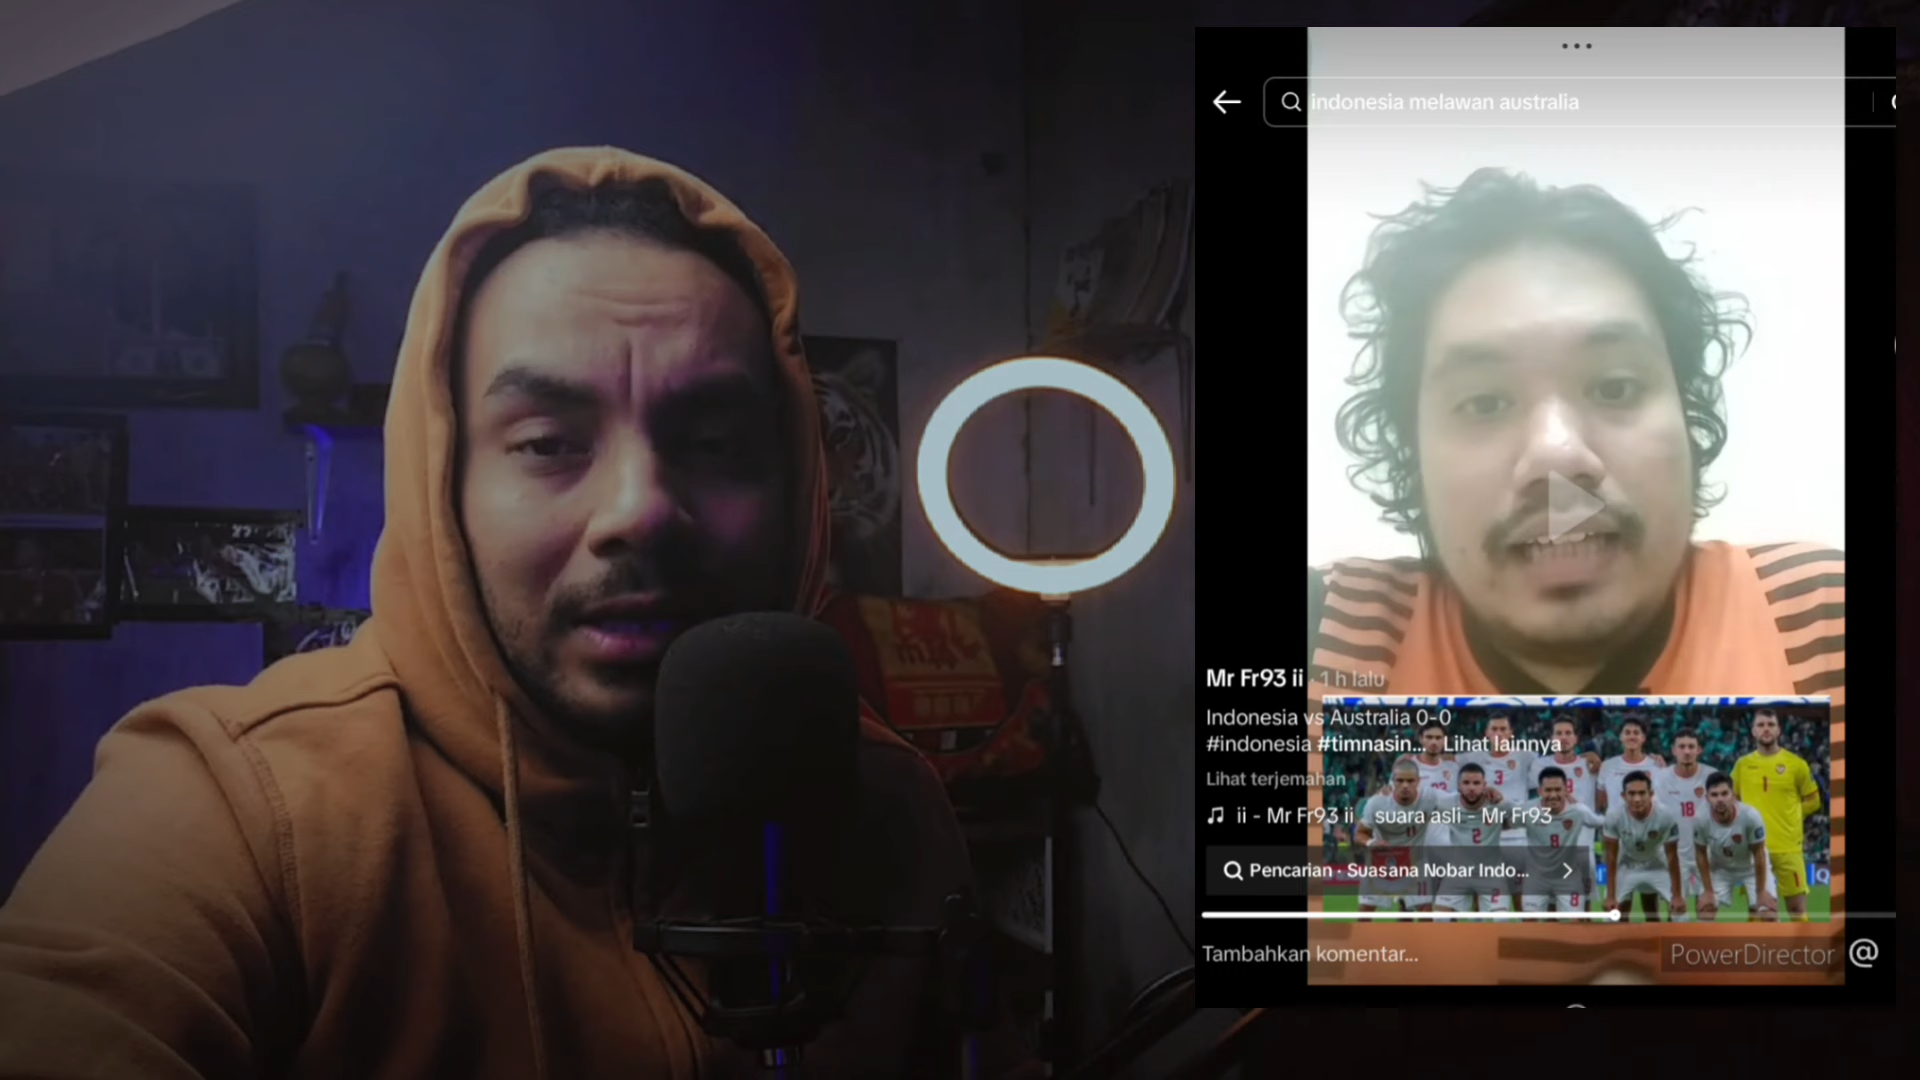 indonesia melawan australia
Mr Fr93 ii · 1 h lalu
Indonesia vs Australia 0-0
#indonesia #timnasin... Lihat lainnya
Lihat terjemahan
ii - Mr Fr93 ii suara asli - Mr Fr93
Pencarian · Suasana Nobar Indo...
Tambahkan komentar...
PowerDirector @